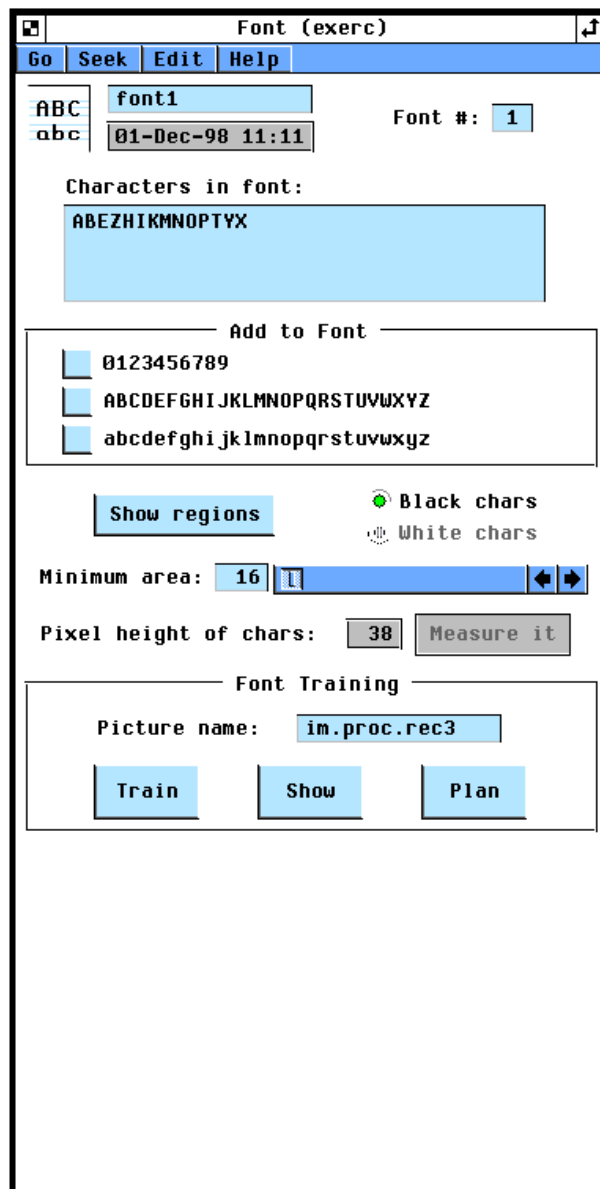 Font (exerc)
Go Seek Edit Help
ABC
abc
font1
01-Dec-98 11:11
Font #: 1
Characters in font:
ABEZHIKMNOPTYX
Add to Font
0123456789
ABCDEFGHIJKLMNOPQRSTUVWXYZ
abcdefghijklmnopqrstuvwxyz
Show regions
Black chars
White chars
Minimum area: 16
Pixel height of chars: 38 Measure it
Font Training
Picture name: im.proc.rec3
Train Show Plan